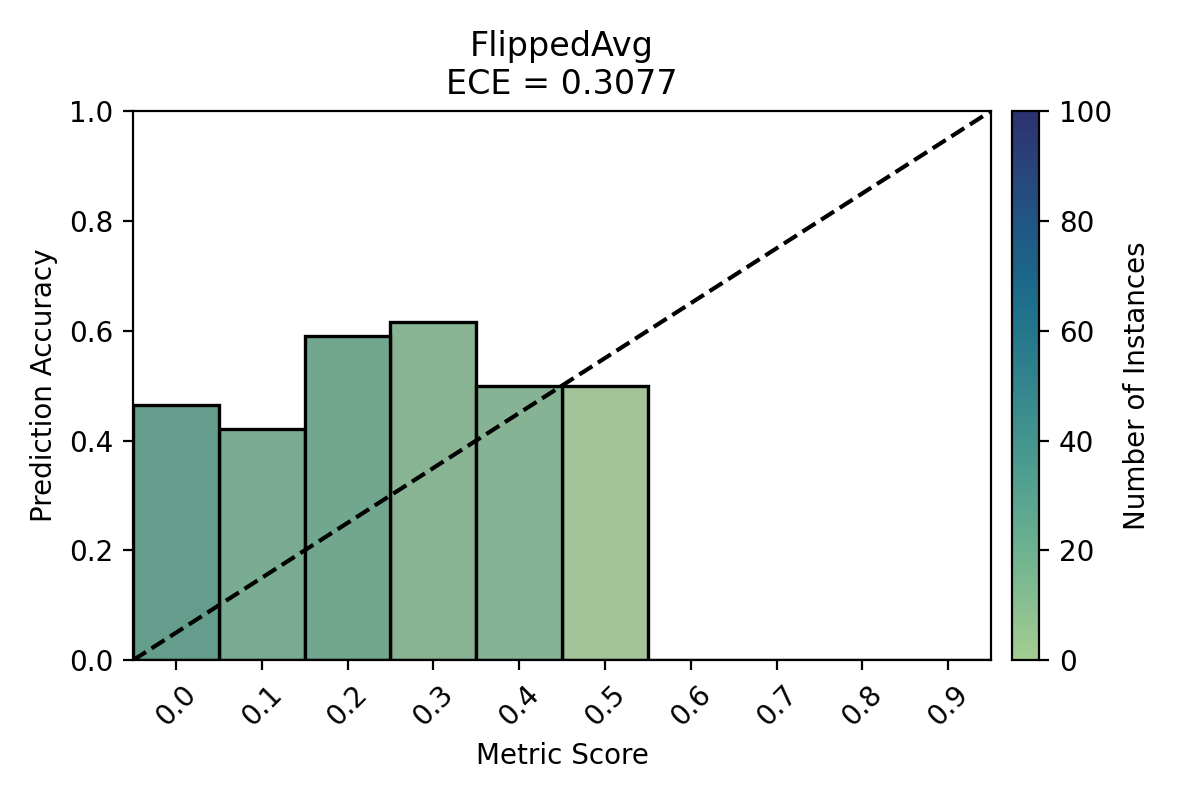 FlippedAvg
ECE = 0.3077
1.0
0.8
0.6
0.4
0.2
0.0
Prediction Accuracy
0.0 0.1 0.2 0.3 0.4 0.5 0.6 0.7 0.8 0.9
Metric Score
100
80
60
40
20
0
Number of Instances